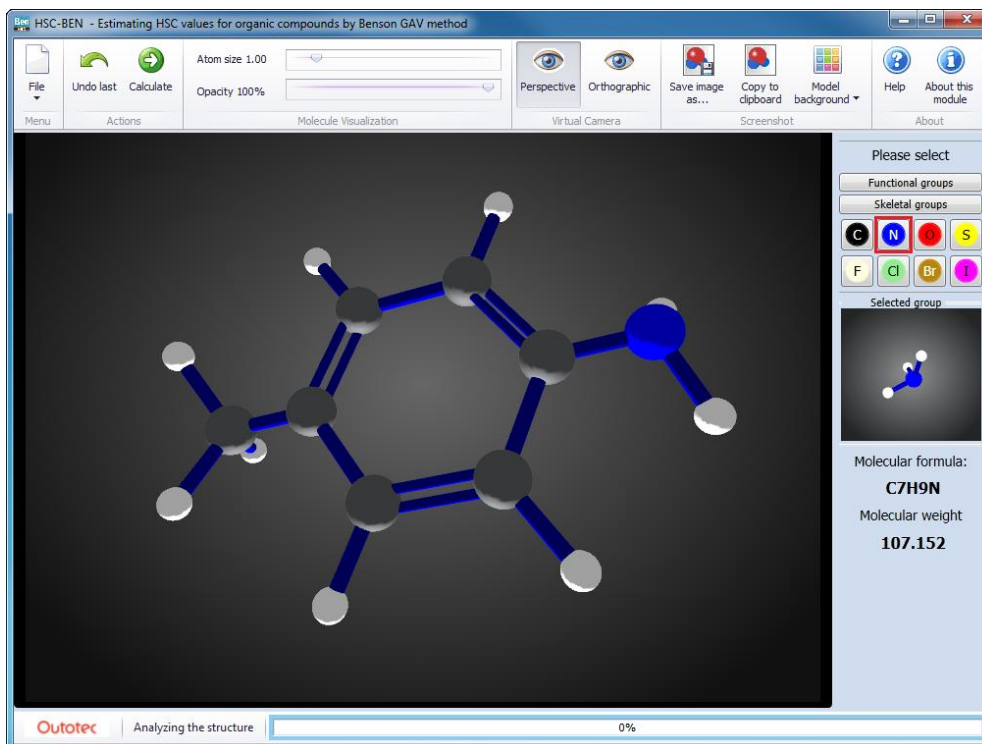 Ben HSC-BEN - Estimating HSC values for organic compounds by Benson GAV method
File
Undo last
Calculate
Atom size 1.00
Opacity 100%
Perspective
Orthographic
Save image as...
Copy to clipboard
Model background
Help
About this module
Menu
Actions
Molecule Visualization
Virtual Camera
Screenshot
About
Please select
Functional groups
Skeletal groups
C N O S
F Cl Br I
Selected group
Molecular formula:
C7H9N
Molecular weight
107.152
Outotec
Analyzing the structure
0%